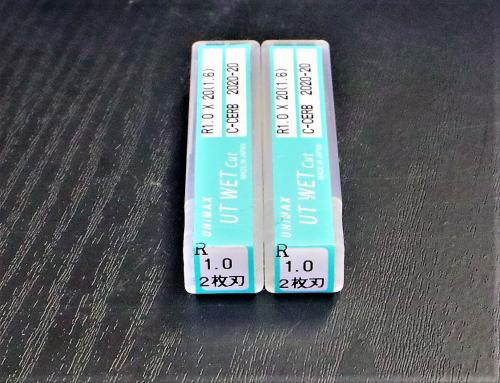 R1.0 X 20(1.6)
C-CERB 2020-20
UNIMAX
UT WET Cut
MADE IN JAPAN
R
1.0
2枚刃
R1.0 X 20(1.6)
C-CERB 2020-20
UNIMAX
UT WET Cut
MADE IN JAPAN
R
1.0
2枚刃